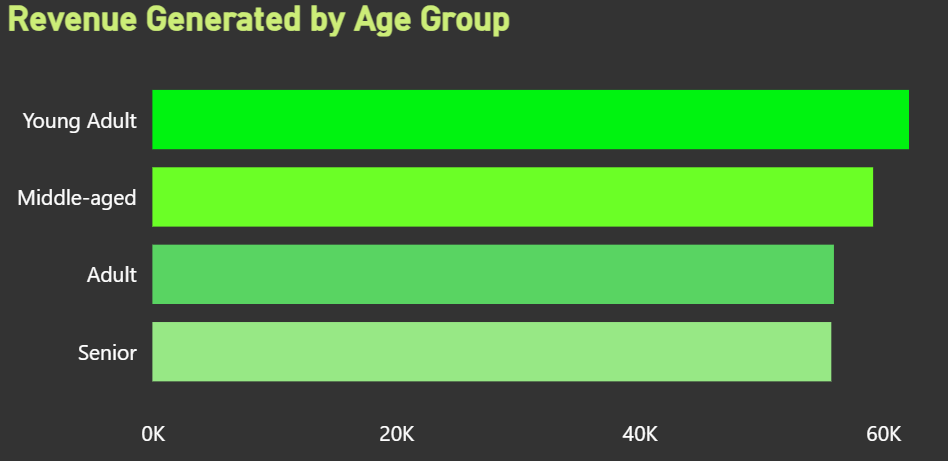 Revenue Generated by Age Group
Young Adult
Middle-aged
Adult
Senior
0K 20K 40K 60K